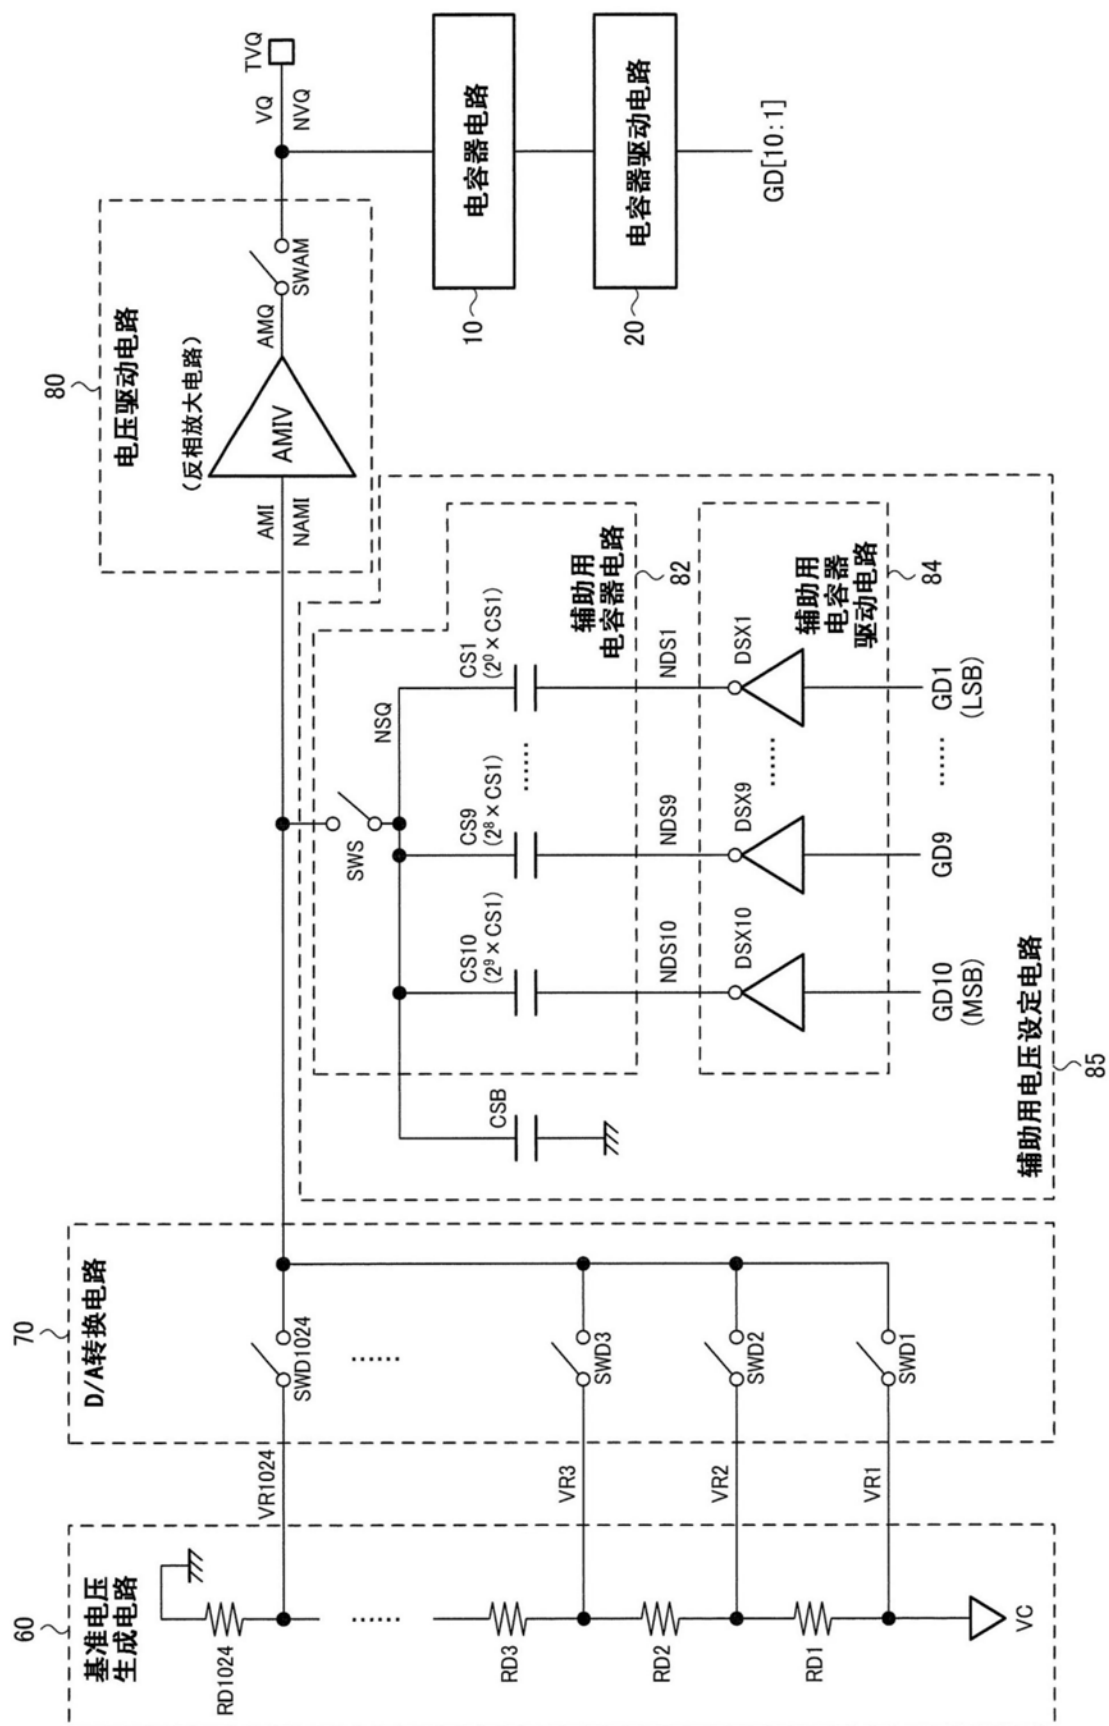 60
基准电压
生成电路
RD1024
RD3
RD2
RD1
VC
VR1024
VR3
VR2
VR1
70
D/A转换电路
SWD1024
……
……
SWD3
SWD2
SWD1
80
电压驱动电路
(反相放大电路)
AMI
NAMI
AMIV
AMQ
SWAM
VQ
NVQ
TVQ
电容器电路
10
电容器驱动电路
20
GD[10:1]
SWS
NSQ
CSB
CS10
(2⁹×CS1)
CS9
(2⁸×CS1)
……
CS1
(2⁰×CS1)
辅助用
电容器电路
82
NDS10
NDS9
NDS1
DSX10
DSX9
……
DSX1
辅助用
电容器
驱动电路
84
GD10
(MSB)
GD9
……
GD1
(LSB)
辅助用电压设定电路
85